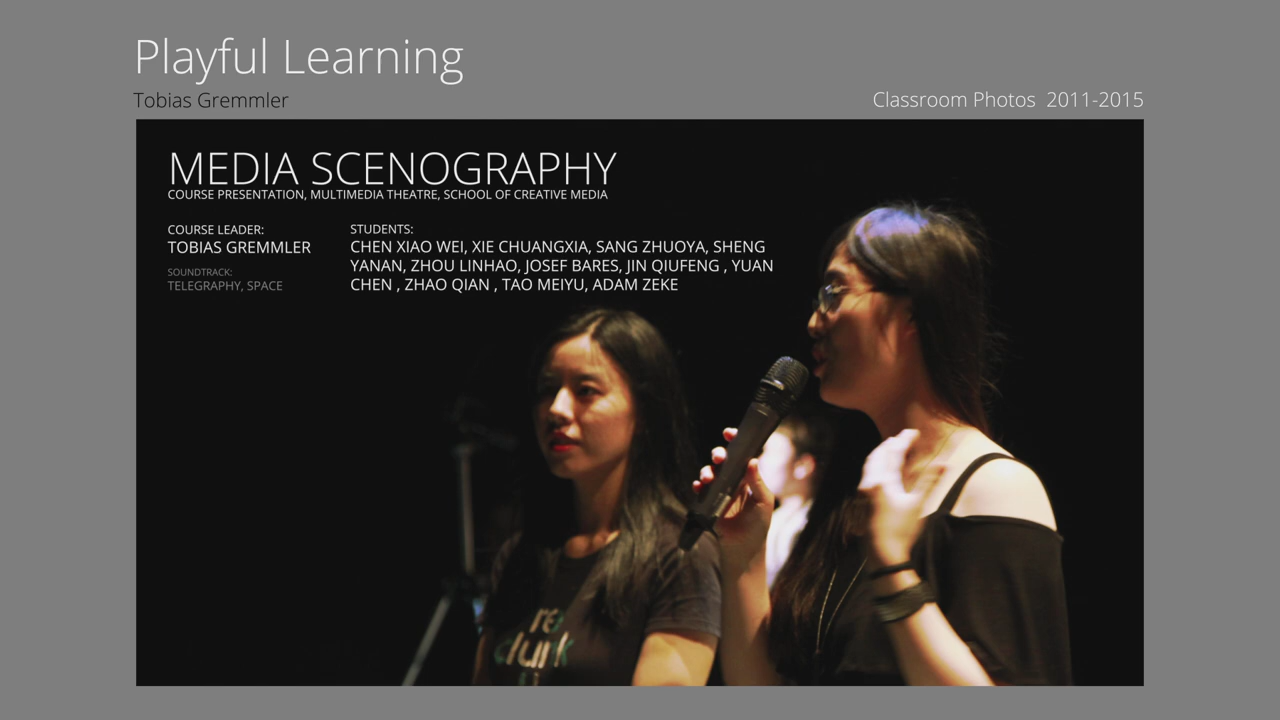 Playful Learning
Tobias Gremmler
Classroom Photos 2011-2015
MEDIA SCENOGRAPHY
COURSE PRESENTATION, MULTIMEDIA THEATRE, SCHOOL OF CREATIVE MEDIA
COURSE LEADER:
TOBIAS GREMMLER
SOUNDTRACK:
TELEGRAPHY, SPACE
STUDENTS:
CHEN XIAO WEI, XIE CHUANGXIA, SANG ZHUOYA, SHENG
YANAN, ZHOU LINHAO, JOSEF BARES, JIN QIUFENG , YUAN
CHEN , ZHAO QIAN , TAO MEIYU, ADAM ZEKE